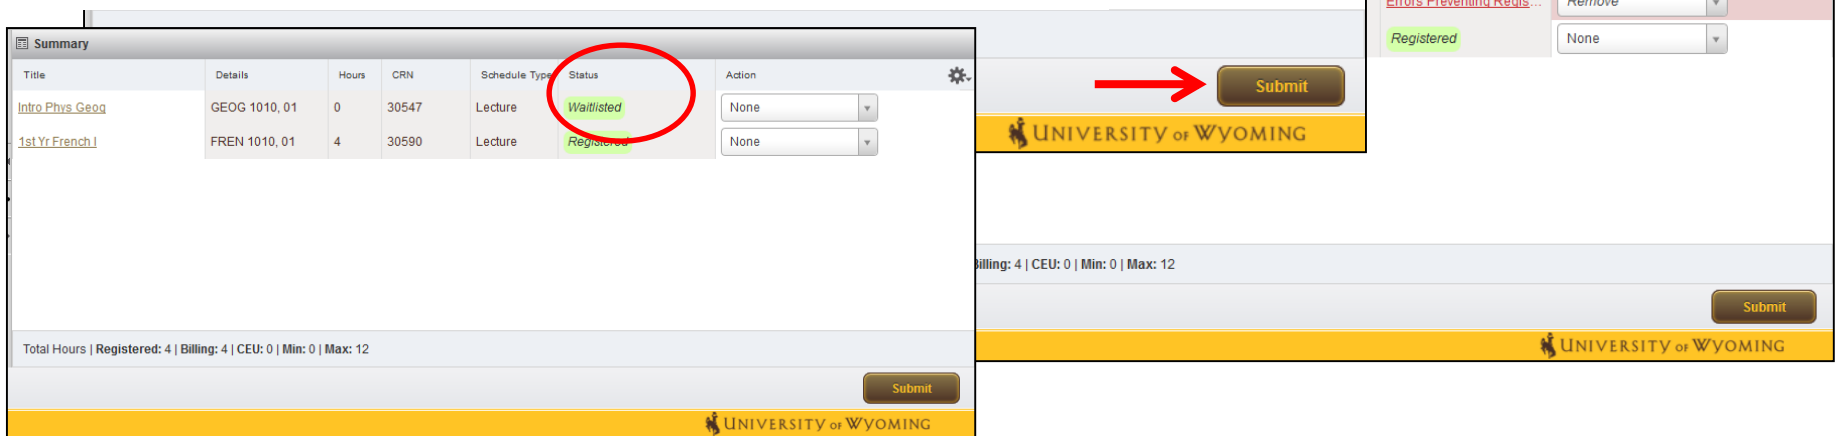 Summary
Title Details Hours CRN Schedule Type Status Action
Intro Phys Geog GEOG 1010, 01 0 30547 Lecture Waitlisted None
1st Yr French I FREN 1010, 01 4 30590 Lecture Registered None
Total Hours | Registered: 4 | Billing: 4 | CEU: 0 | Min: 0 | Max: 12
Submit
UNIVERSITY OF WYOMING
Submit
UNIVERSITY OF WYOMING
Errors Preventing Regis... Remove
Registered None
Billing: 4 | CEU: 0 | Min: 0 | Max: 12
Submit
UNIVERSITY OF WYOMING